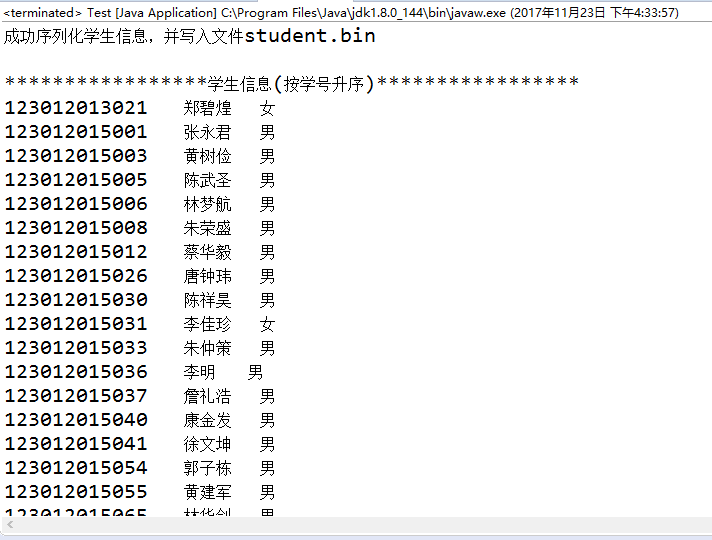 <terminated> Test [Java Application] C:\Program Files\Java\jdk1.8.0_144\bin\javaw.exe (2017年11月23日 下午4:33:57)
成功序列化学生信息，并写入文件student.bin
*****************学生信息(按学号升序)*****************
123012013021 郑碧煌 女
123012015001 张永君 男
123012015003 黄树俭 男
123012015005 陈武圣 男
123012015006 林梦航 男
123012015008 朱荣盛 男
123012015012 蔡华毅 男
123012015026 唐钟玮 男
123012015030 陈祥昊 男
123012015031 李佳珍 女
123012015033 朱仲策 男
123012015036 李明 男
123012015037 詹礼浩 男
123012015040 康金发 男
123012015041 徐文坤 男
123012015054 郭子栋 男
123012015055 黄建军 男
123012015065 林华剑 男